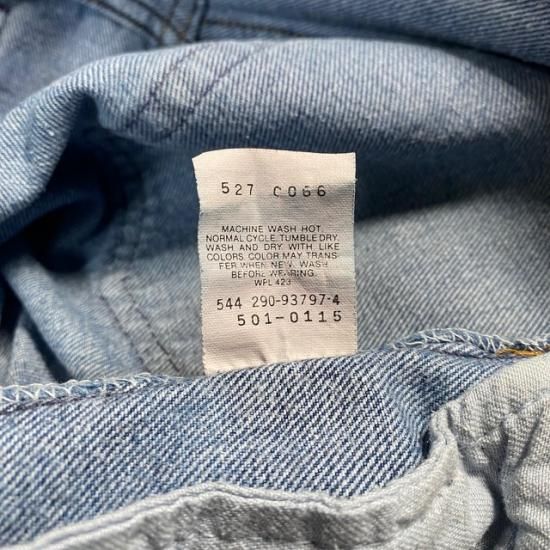 527 0066
MACHINE WASH HOT
NORMAL CYCLE. TUMBLE DRY.
WASH AND DRY WITH LIKE
COLORS. COLOR MAY TRANS-
FER WHEN NEW. WASH
BEFORE WEARING.
WPL 423
544 290-93797-4
501-0115